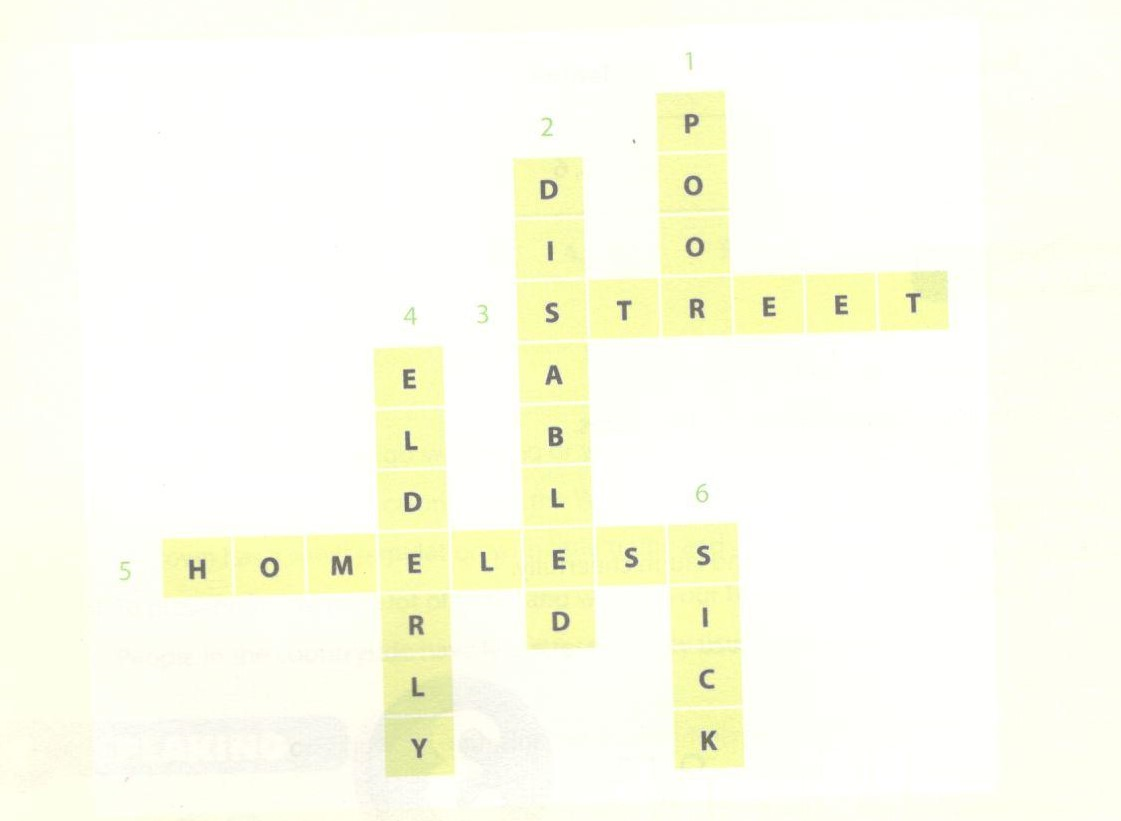 1
P
2
D O
I O
4 3 S T R E E T
E A
L B
D L 6
5 H O M E L E S S
R D I
L C
Y K